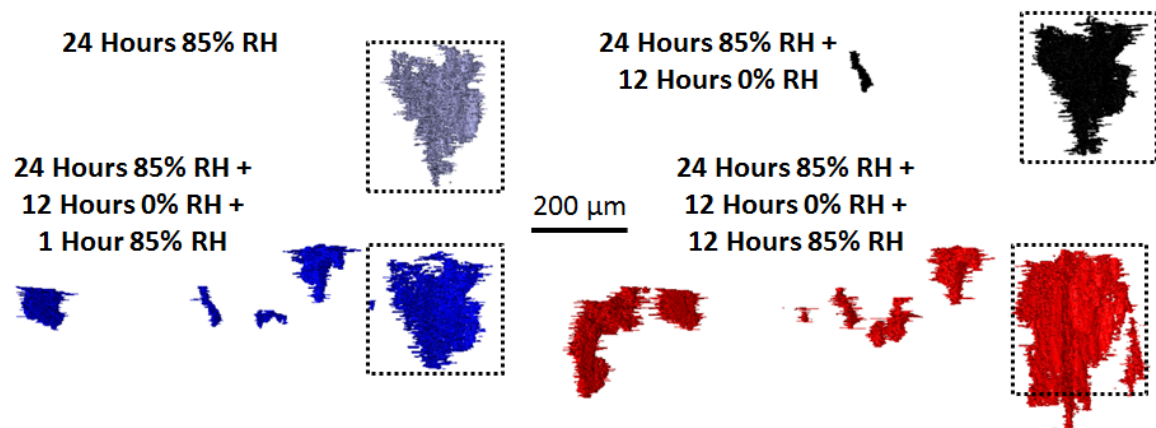 24 Hours 85% RH
24 Hours 85% RH +
12 Hours 0% RH
24 Hours 85% RH +
12 Hours 0% RH +
1 Hour 85% RH
200 µm
24 Hours 85% RH +
12 Hours 0% RH +
12 Hours 85% RH